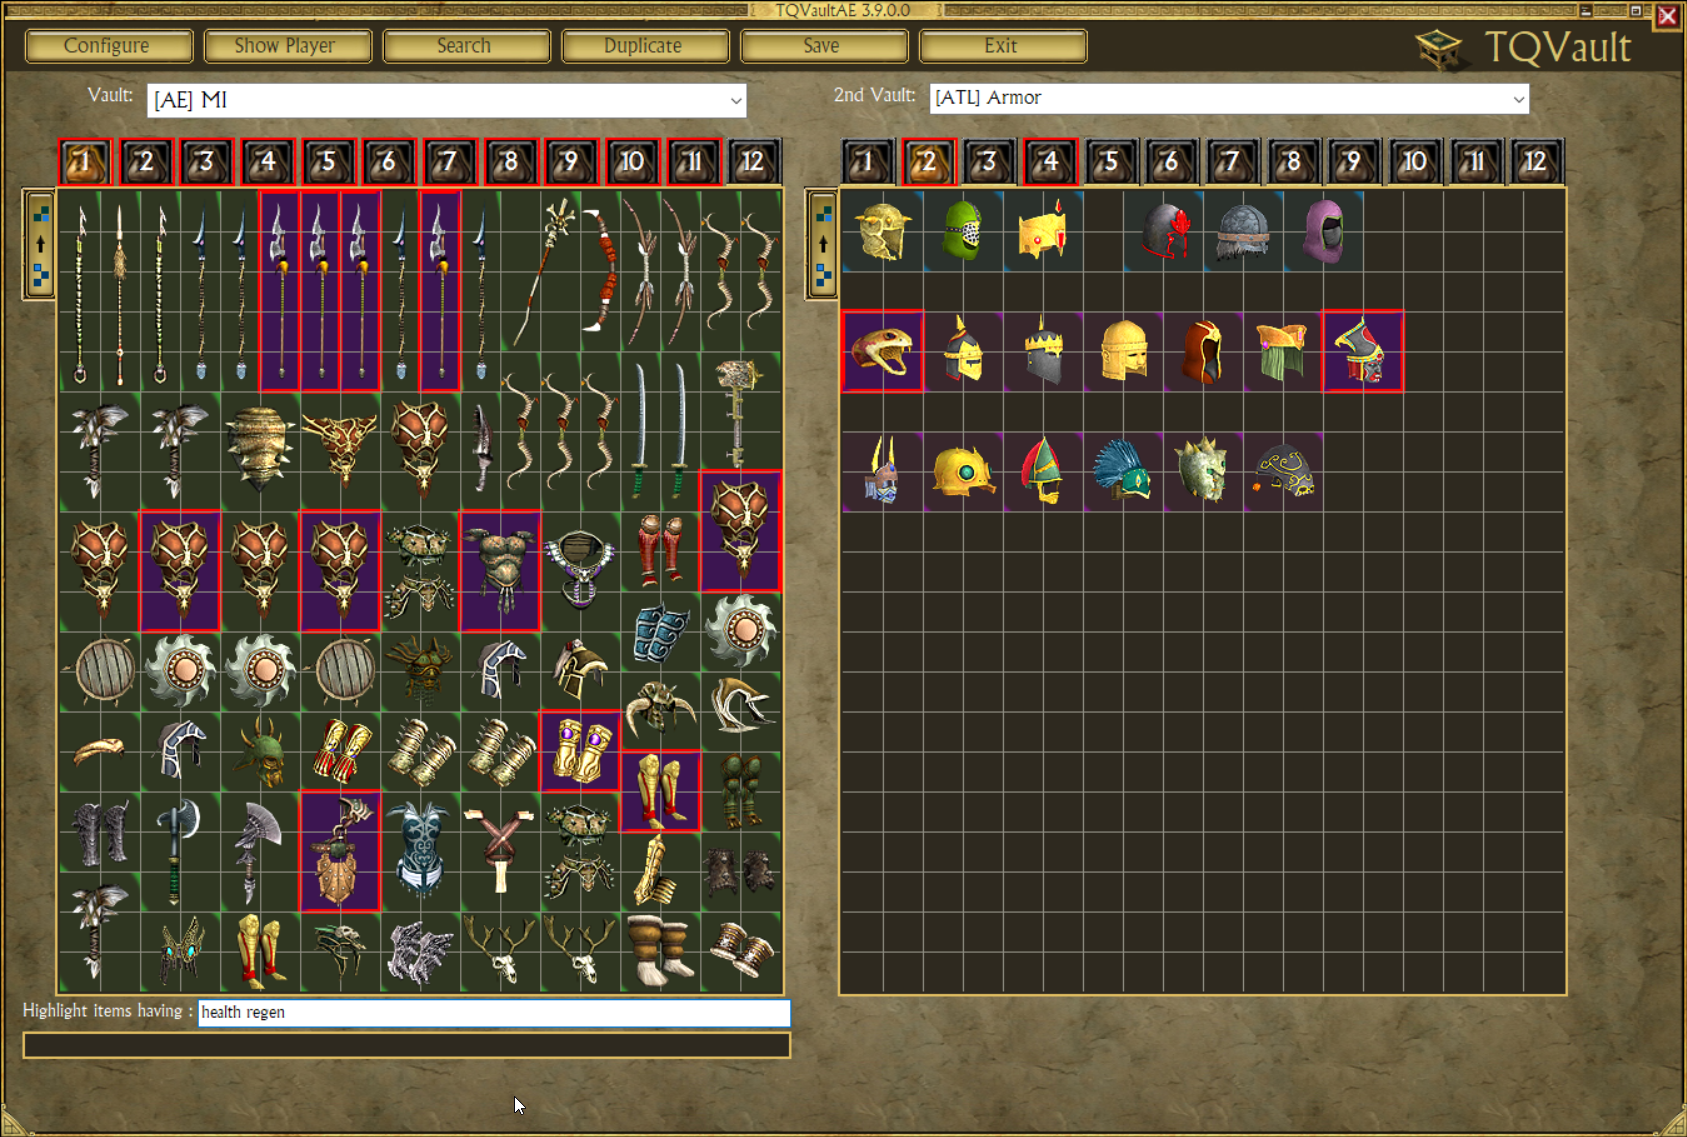 TQVaultAE 3.9.0.0
Configure Show Player Search Duplicate Save Exit TQVault
Vault: [AE] MI 2nd Vault: [ATL] Armor
1 2 3 4 5 6 7 8 9 10 11 12 1 2 3 4 5 6 7 8 9 10 11 12
Highlight items having : health regen